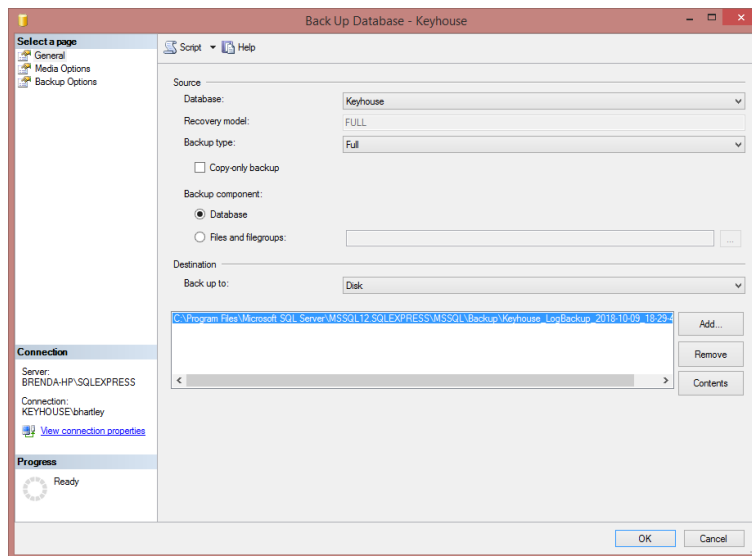 Back Up Database - Keyhouse
Select a page
General
Media Options
Backup Options
Script
Help
Source
Database:
Keyhouse
Recovery model:
FULL
Backup type:
Full
Copy-only backup
Backup component:
Database
Files and filegroups:
...
Destination
Back up to:
Disk
C:\Program Files\Microsoft SQL Server\MSSQL12.SQLEXPRESS\MSSQL\Backup\Keyhouse_LogBackup_2018-10-09_18-29-4
Add...
Remove
Contents
Connection
Server:
BRENDA-HP\SQLEXPRESS
Connection:
KEYHOUSE\bhartley
View connection properties
Progress
Ready
OK
Cancel